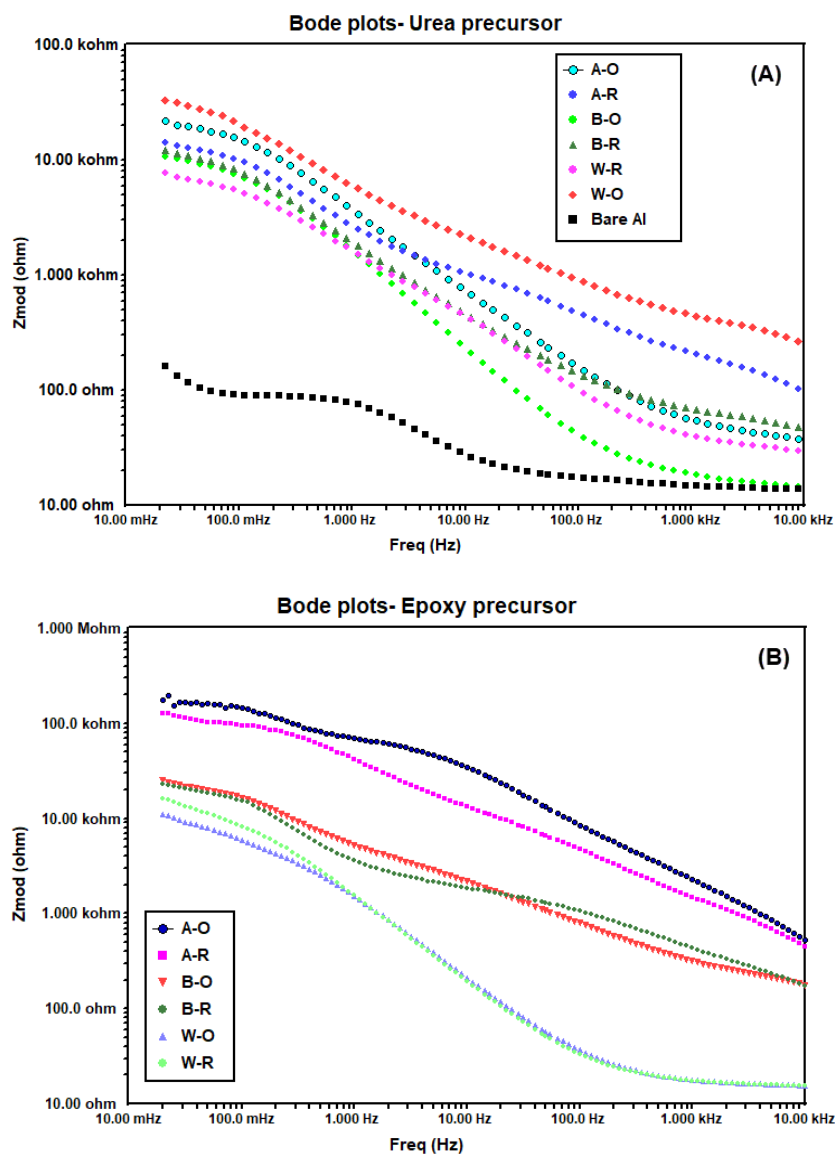 Bode plots- Urea precursor
(A)
100.0 kohm
10.00 kohm
1.000 kohm
100.0 ohm
10.00 ohm
Zmod (ohm)
A-O
A-R
B-O
B-R
W-R
W-O
Bare Al
10.00 mHz
100.0 mHz
1.000 Hz
10.00 Hz
100.0 Hz
1.000 kHz
10.00 kHz
Freq (Hz)
Bode plots- Epoxy precursor
(B)
1.000 Mohm
100.0 kohm
10.00 kohm
1.000 kohm
100.0 ohm
10.00 ohm
Zmod (ohm)
A-O
A-R
B-O
B-R
W-O
W-R
10.00 mHz
100.0 mHz
1.000 Hz
10.00 Hz
100.0 Hz
1.000 kHz
10.00 kHz
Freq (Hz)